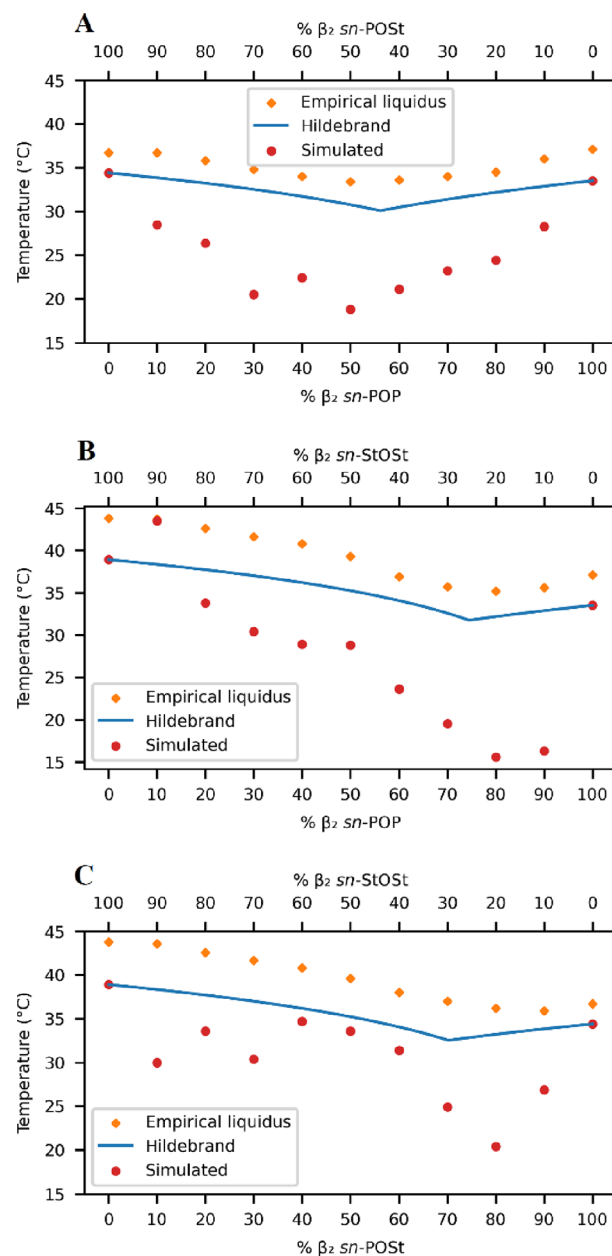 A
% β₂ sn-POSt
100 90 80 70 60 50 40 30 20 10 0
45
40
35
30
25
20
15
Temperature (°C)
Empirical liquidus
Hildebrand
Simulated
0 10 20 30 40 50 60 70 80 90 100
% β₂ sn-POP
B
% β₂ sn-StOSt
100 90 80 70 60 50 40 30 20 10 0
45
40
35
30
25
20
15
Temperature (°C)
Empirical liquidus
Hildebrand
Simulated
0 10 20 30 40 50 60 70 80 90 100
% β₂ sn-POP
C
% β₂ sn-StOSt
100 90 80 70 60 50 40 30 20 10 0
45
40
35
30
25
20
15
Temperature (°C)
Empirical liquidus
Hildebrand
Simulated
0 10 20 30 40 50 60 70 80 90 100
% β₂ sn-POSt